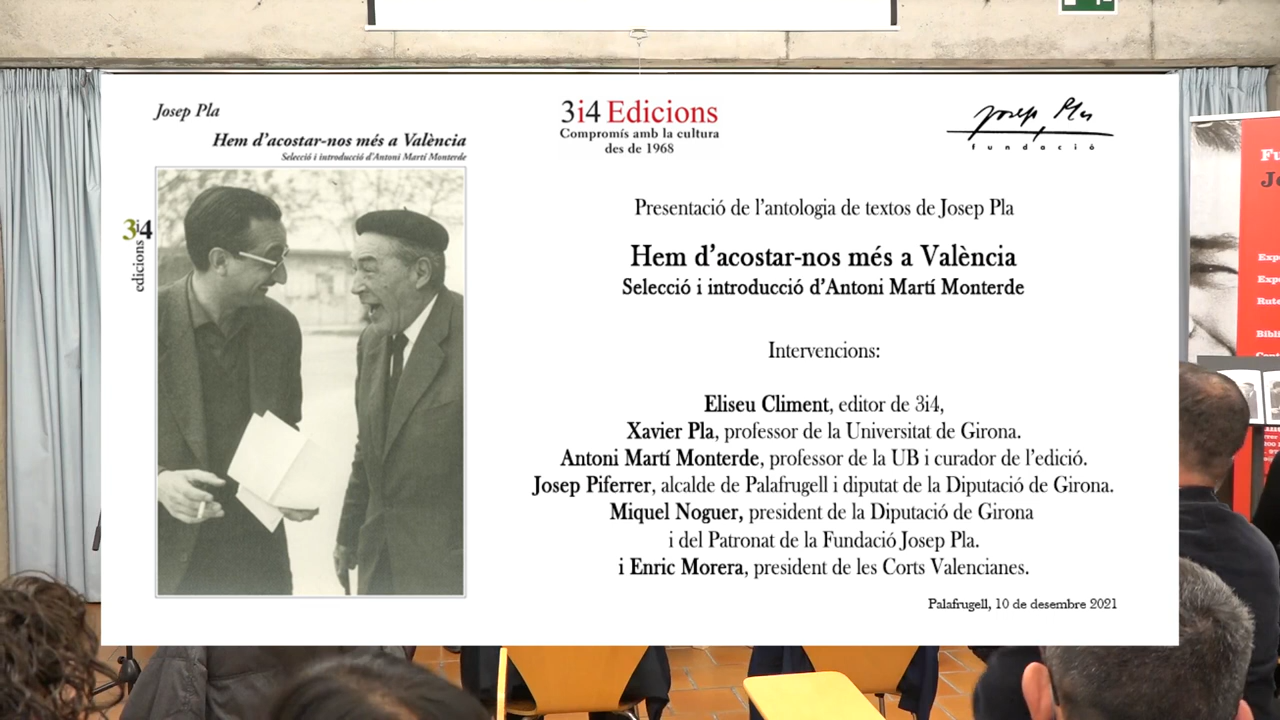 Josep Pla
Hem d'acostar-nos més a València
Selecció i introducció d'Antoni Martí Monterde
3i4
edicions
3i4 Edicions
Compromís amb la cultura
des de 1968
Josep Pla
fundació
Presentació de l'antologia de textos de Josep Pla
Hem d'acostar-nos més a València
Selecció i introducció d'Antoni Martí Monterde
Intervencions:
Eliseu Climent, editor de 3i4,
Xavier Pla, professor de la Universitat de Girona.
Antoni Martí Monterde, professor de la UB i curador de l'edició.
Josep Piferrer, alcalde de Palafrugell i diputat de la Diputació de Girona.
Miquel Noguer, president de la Diputació de Girona
i del Patronat de la Fundació Josep Pla.
i Enric Morera, president de les Corts Valencianes.
Palafrugell, 10 de desembre 2021